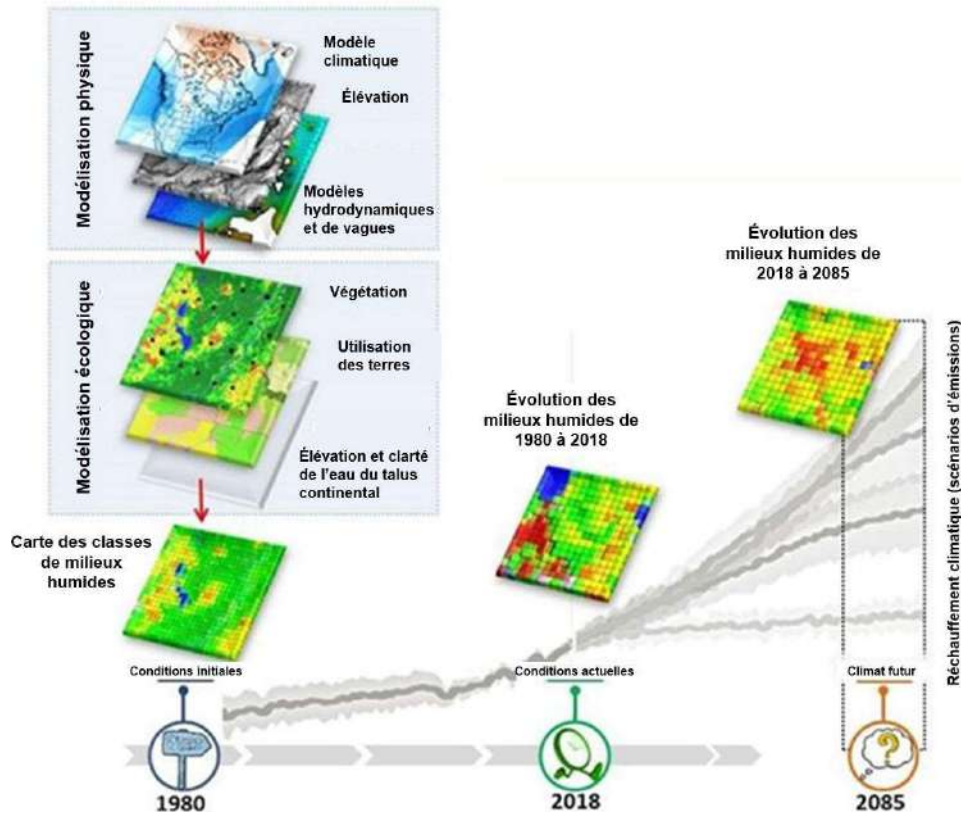 Modélisation physique
Modèle
climatique
Élévation
Modèles
hydrodynamiques
et de vagues
Modélisation écologique
Végétation
Utilisation
des terres
Élévation et clarté
de l'eau du talus
continental
Carte des classes
de milieux
humides
Évolution des
milieux humides de
1980 à 2018
Évolution des
milieux humides de
2018 à 2085
Réchauffement climatique (scénarios d'émissions)
Conditions initiales
Conditions actuelles
Climat futur
1980
2018
2085